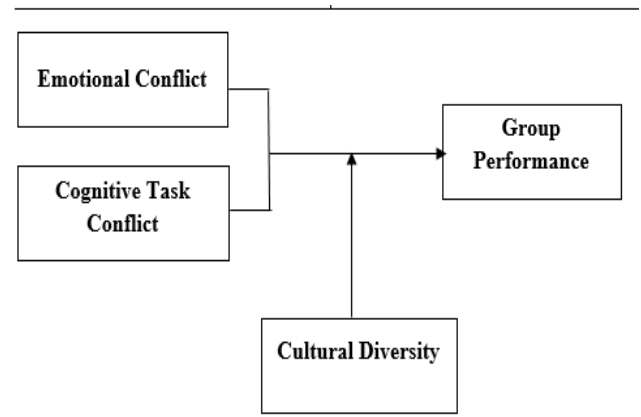 Emotional Conflict
Group
Performance
Cognitive Task
Conflict
Cultural Diversity